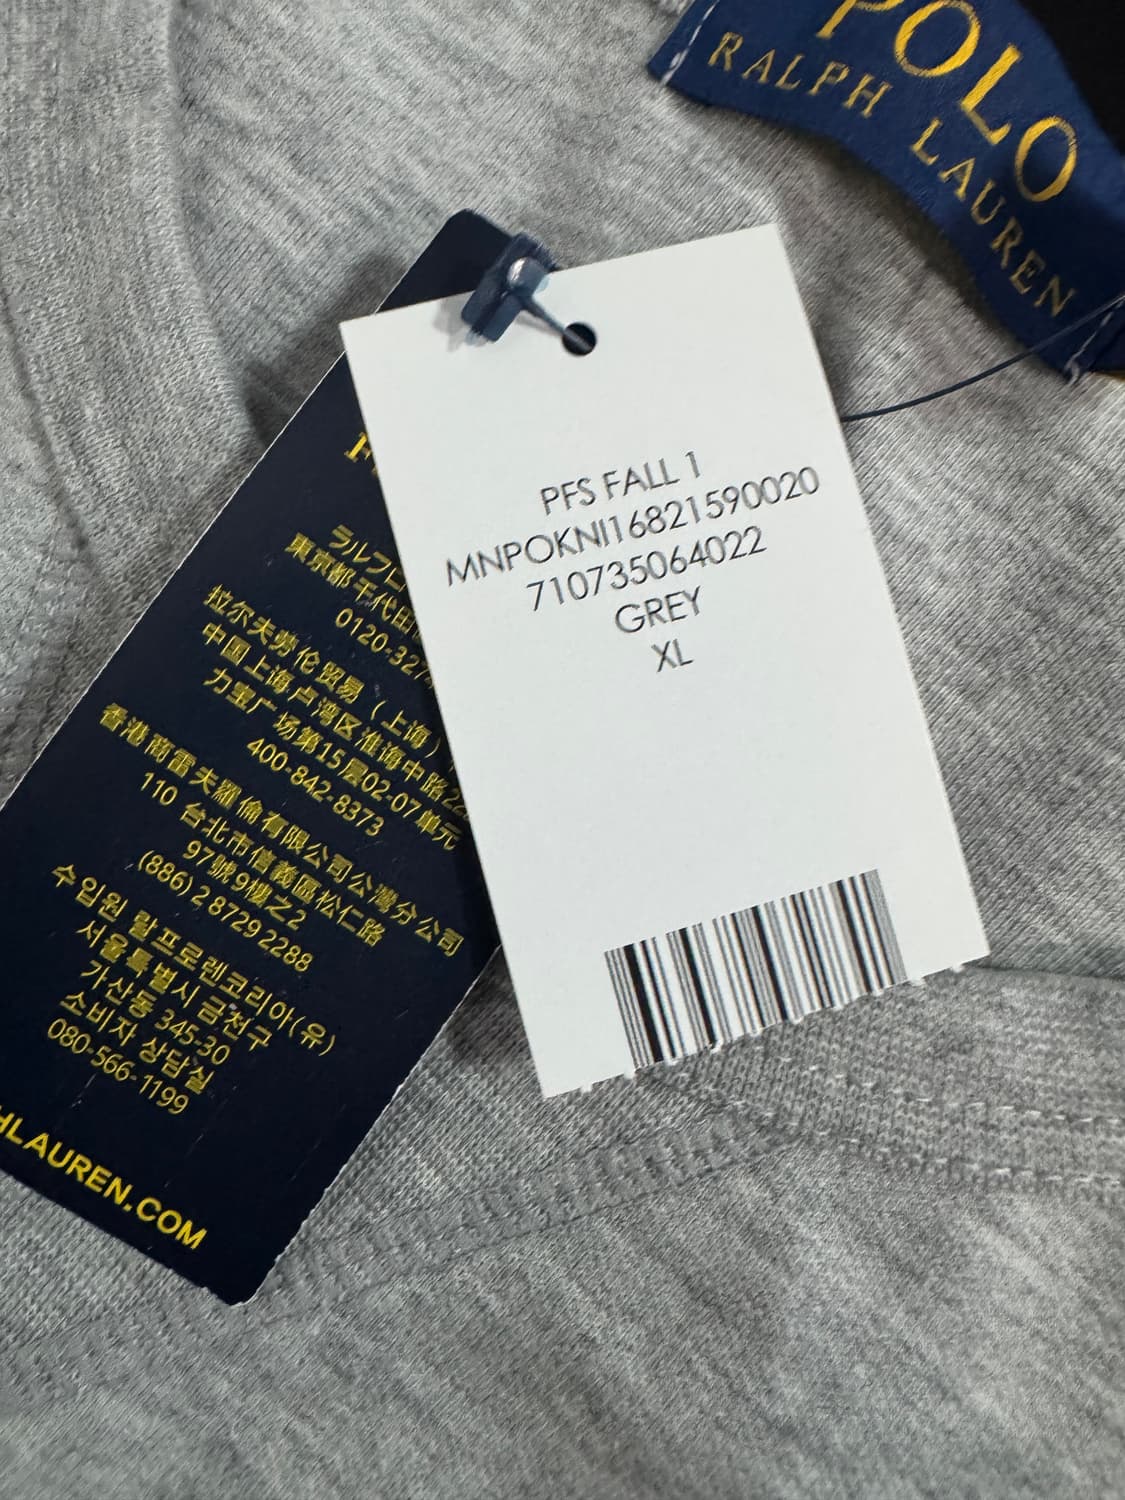 POLO
RALPH LAUREN
PFS FALL 1
MNPOKNI16821590020
710735064022
GREY
XL
ラルフ
東京都千代田
0120-327
拉尔夫劳伦贸易（上海）
中国上海卢湾区淮海中路22
力宝广场第15层02-07单元
400-842-8373
香港商雷夫羅倫有限公司台灣分公司
110 台北市信義區松仁路
97號9樓之2
(886) 2 8729 2288
수입원 랄프로렌코리아(유)
서울특별시 금천구
가산동 345-30
소비자 상담실
080-566-1199
HLAUREN.COM